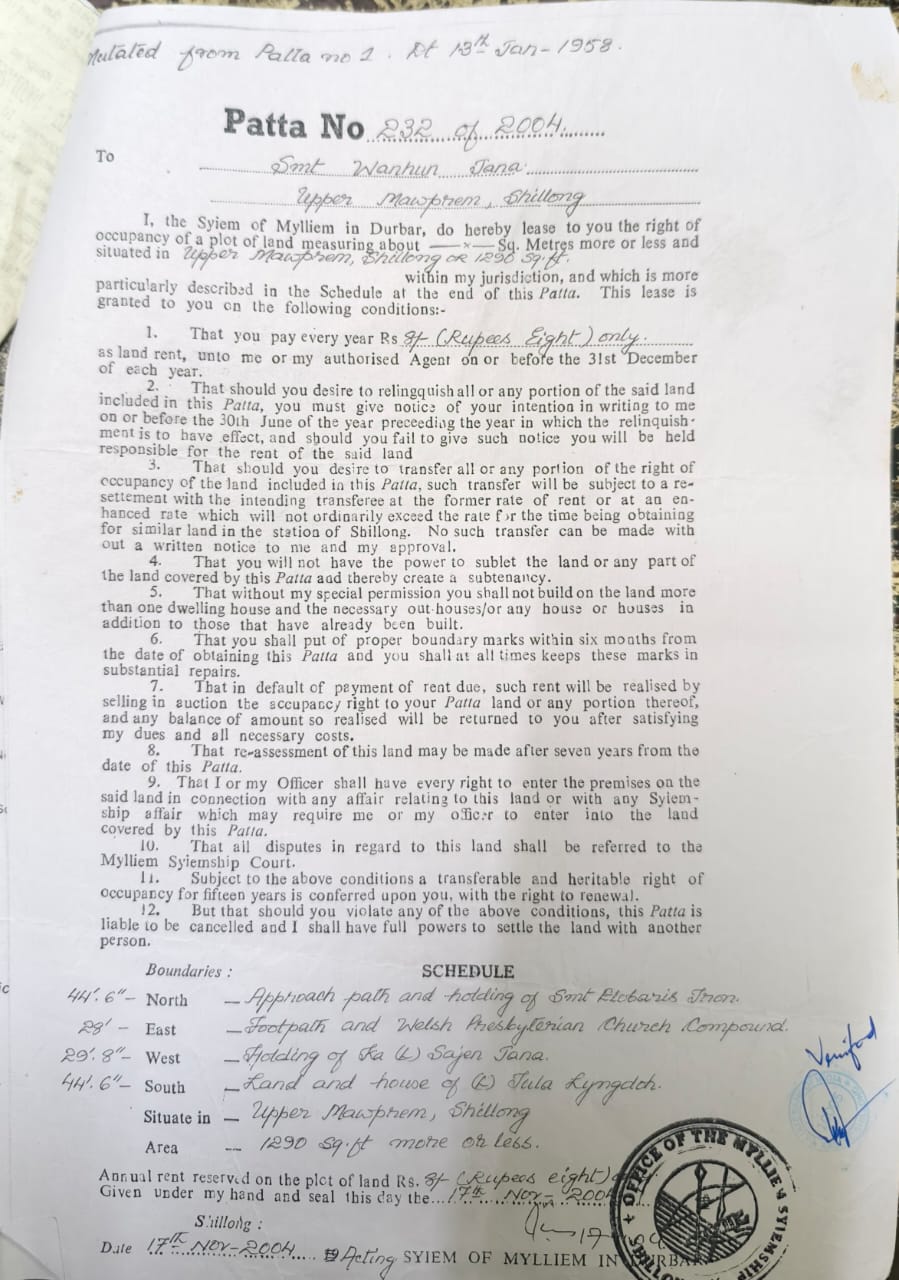 Mutated from Patta no 1. Dt 13th Jan-1958.
Patta No 232 of 2004.
To
Smt Wanhun Tana
Upper Mawprem, Shillong
I, the Syiem of Mylliem in Durbar, do hereby lease to you the right of
occupancy of a plot of land measuring about —x— Sq. Metres more or less and
situated in Upper Mawprem, Shillong or 1290 Sq.ft.
within my jurisdiction, and which is more
particularly described in the Schedule at the end of this Patta. This lease is
granted to you on the following conditions:-
1. That you pay every year Rs 8/- (Rupees Eight) only.
as land rent, unto me or my authorised Agent on or before the 31st December
of each year.
2. That should you desire to relingquish all or any portion of the said land
included in this Patta, you must give notice of your intention in writing to me
on or before the 30th June of the year preceeding the year in which the relinquish-
ment is to have effect, and should you fail to give such notice you will be held
responsible for the rent of the said land
3. That should you desire to transfer all or any portion of the right of
occupancy of the land included in this Patta, such transfer will be subject to a re-
settement with the intending transferee at the former rate of rent or at an en-
hanced rate which will not ordinarily exceed the rate for the time being obtaining
for similar land in the station of Shillong. No such transfer can be made with
out a written notice to me and my approval.
4. That you will not have the power to sublet the land or any part of
the land covered by this Patta aad thereby create a subtenancy.
5. That without my special permission you shall not build on the land more
than one dwelling house and the necessary out-houses/or any house or houses in
addition to those that have already been built.
6. That you shall put of proper boundary marks within six months from
the date of obtaining this Patta and you shall at all times keeps these marks in
substantial repairs.
7. That in default of payment of rent due, such rent will be realised by
selling in auction the accupancy right to your Patta land or any portion thereof,
and any balance of amount so realised will be returned to you after satisfying
my dues and all necessary costs.
8. That re-assessment of this land may be made after seven years from the
date of this Patta.
9. That I or my Officer shall have every right to enter the premises on the
said land in connection with any affair relating to this land or with any Syiem-
ship affair which may require me or my officer to enter into the land
covered by this Patta.
10. That all disputes in regard to this land shall be referred to the
Mylliem Syiemship Court.
11. Subject to the above conditions a transferable and heritable right of
occupancy for fifteen years is conferred upon you, with the right to renewal.
12. But that should you violate any of the above conditions, this Patta is
liable to be cancelled and I shall have full powers to settle the land with another
person.
Boundaries : SCHEDULE
44'.6"– North — Approach path and holding of Smt
28' – East — Footpath and Welsh Presbyterian Church Compound.
29'.8"– West — Holding of Ka (L) Sajen Tana.
44'.6"– South — Land and house of (L) Tula Lyngdoh.
Situate in — Upper Mawprem, Shillong
Area — 1290 Sq.ft more or less.
Verified
Annual rent reserved on the plot of land Rs. 8/- (Rupees eight)
Given under my hand and seal this day the 17th Nov-2004
Shillong :
Date 17th Nov-2004. Acting SYIEM OF MYLLIEM IN DURBAR
OFFICE OF THE MYLLIEM SYIEMSHIP
SHILLONG